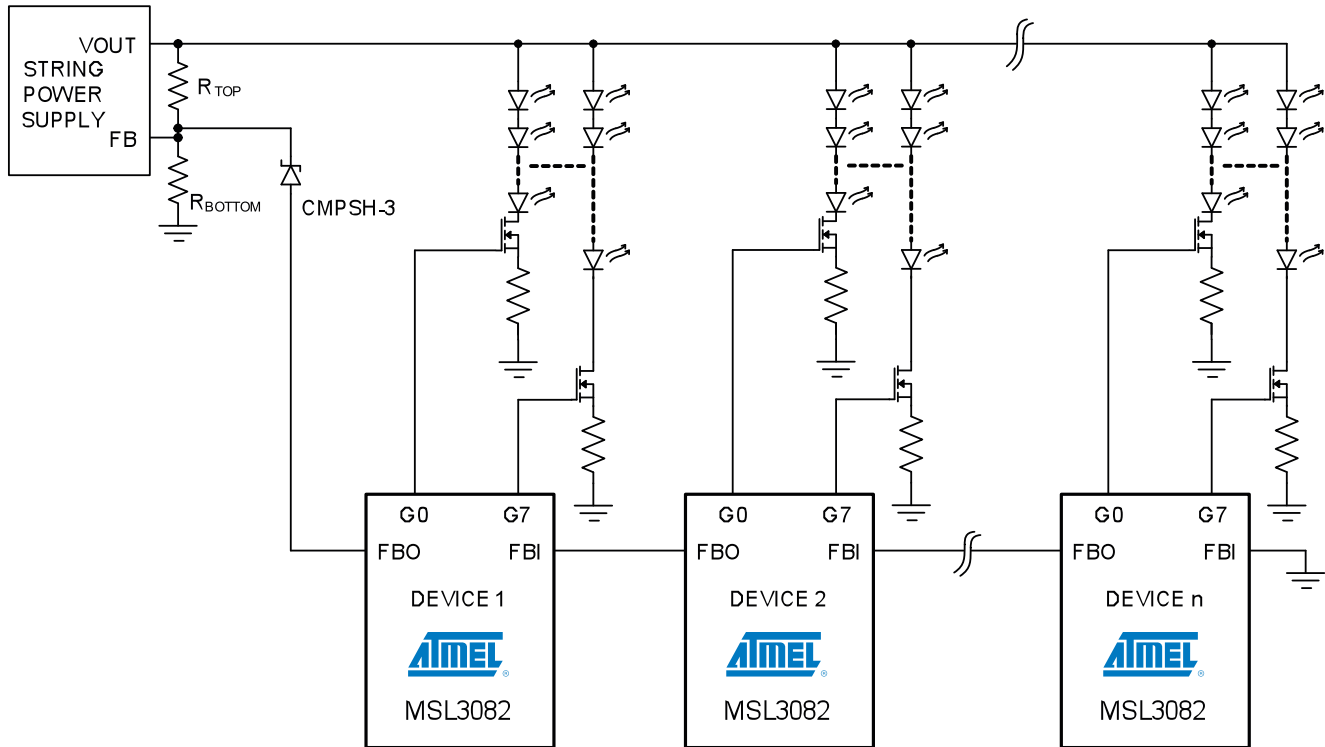 VOUT
STRING
POWER
SUPPLY
FB
R TOP
RBOTTOM
CMPSH-3
G0 G7
FBO FBI
DEVICE 1
ATMEL ®
MSL3082
G0 G7
FBO FBI
DEVICE 2
ATMEL ®
MSL3082
G0 G7
FBO FBI
DEVICE n
ATMEL ®
MSL3082